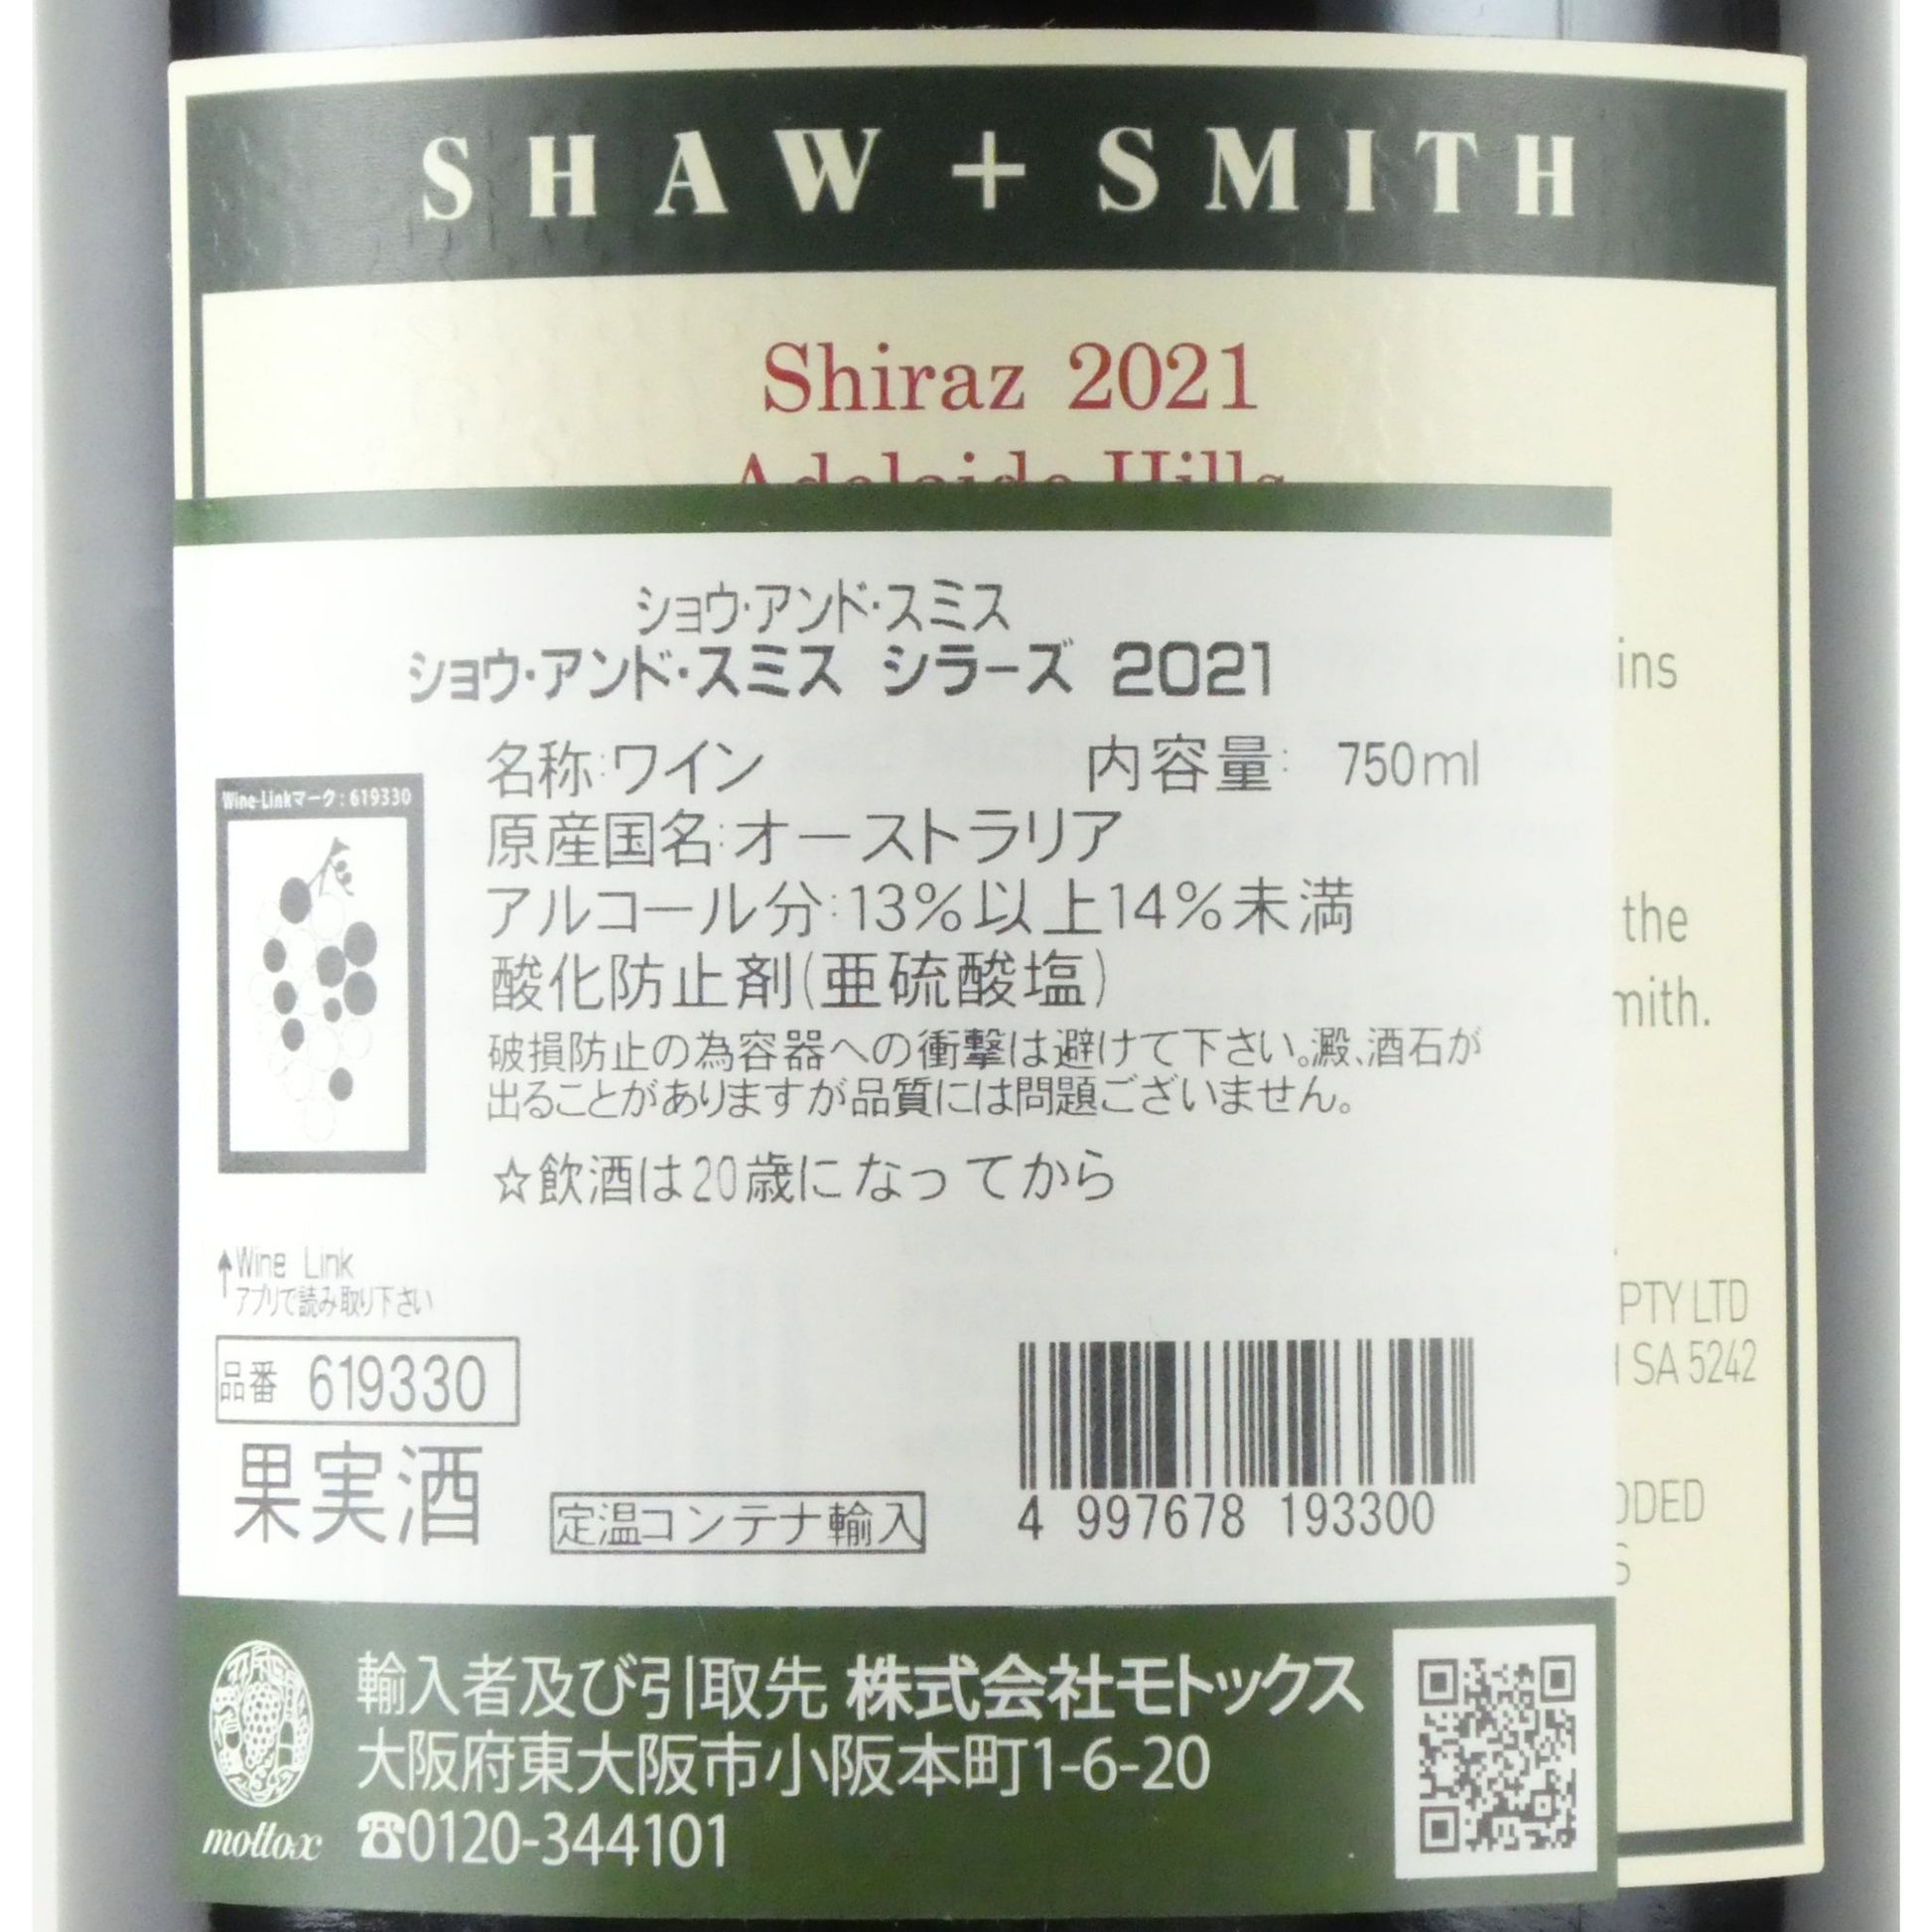 SHAW + SMITH
Shiraz 2021
Adelaide Hills
ショウ・アンド・スミス
ショウ・アンド・スミス シラーズ 2021
名称:ワイン 内容量: 750ml
原産国名:オーストラリア
アルコール分:13%以上14%未満
酸化防止剤(亜硫酸塩)
破損防止の為容器への衝撃は避けて下さい。澱、酒石が
出ることがありますが品質には問題ございません。
☆飲酒は20歳になってから
Wine-Linkマーク:619330
↑Wine Link
アプリで読み取り下さい
品番 619330
果実酒
定温コンテナ輸入
4 997678 193300
輸入者及び引取先 株式会社モトックス
大阪府東大阪市小阪本町1-6-20
☎0120-344101
mottox
ins
the
mith.
PTY LTD
SA 5242
DDED
S